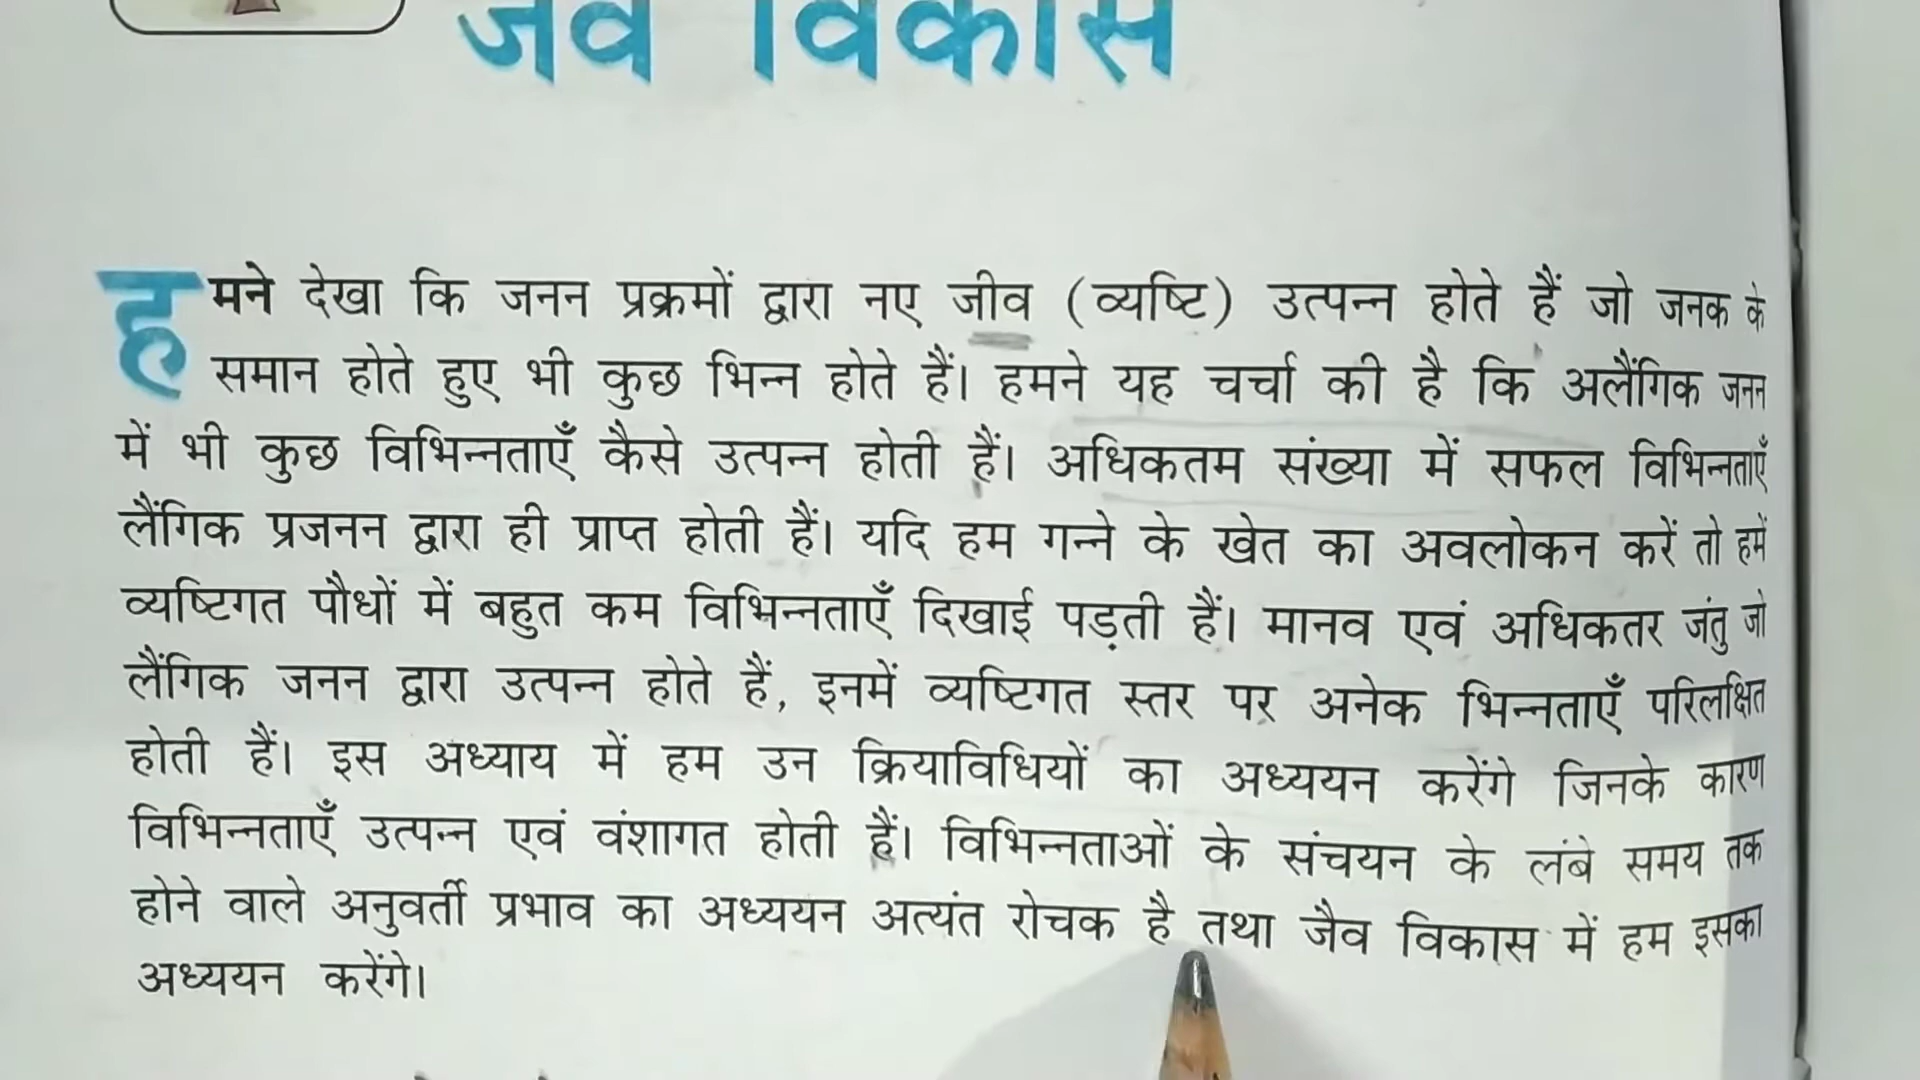 जैव विकास
हमने देखा कि जनन प्रक्रमों द्वारा नए जीव (व्यष्टि) उत्पन्न होते हैं जो जनक के
समान होते हुए भी कुछ भिन्न होते हैं। हमने यह चर्चा की है कि अलैंगिक जनन
में भी कुछ विभिन्नताएँ कैसे उत्पन्न होती हैं। अधिकतम संख्या में सफल विभिन्नताएँ
लैंगिक प्रजनन द्वारा ही प्राप्त होती हैं। यदि हम गन्ने के खेत का अवलोकन करें तो हमें
व्यष्टिगत पौधों में बहुत कम विभिन्नताएँ दिखाई पड़ती हैं। मानव एवं अधिकतर जंतु जो
लैंगिक जनन द्वारा उत्पन्न होते हैं, इनमें व्यष्टिगत स्तर पर अनेक भिन्नताएँ परिलक्षित
होती हैं। इस अध्याय में हम उन क्रियाविधियों का अध्ययन करेंगे जिनके कारण
विभिन्नताएँ उत्पन्न एवं वंशागत होती हैं। विभिन्नताओं के संचयन के लंबे समय तक
होने वाले अनुवर्ती प्रभाव का अध्ययन अत्यंत रोचक है तथा जैव विकास में हम इसका
अध्ययन करेंगे।